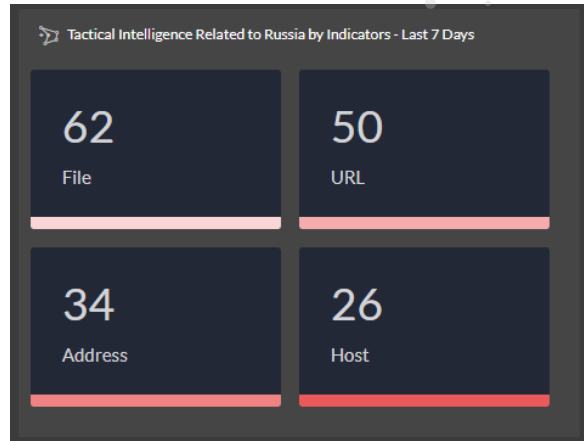 Tactical Intelligence Related to Russia by Indicators - Last 7 Days
62
File
50
URL
34
Address
26
Host